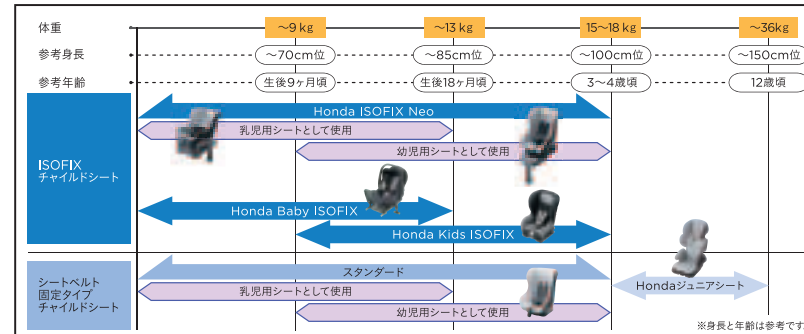 体重 ～9 kg ～13 kg 15～18 kg ～36kg
参考身長 ～70cm位 ～85cm位 ～100cm位 ～150cm位
参考年齢 生後9ヶ月頃 生後18ヶ月頃 3～4歳頃 12歳頃
ISOFIX
チャイルドシート
Honda ISOFIX Neo
乳児用シートとして使用
幼児用シートとして使用
Honda Baby ISOFIX
Honda Kids ISOFIX
シートベルト
固定タイプ
チャイルドシート
スタンダード
Hondaジュニアシート
乳児用シートとして使用
幼児用シートとして使用
※身長と年齢は参考です